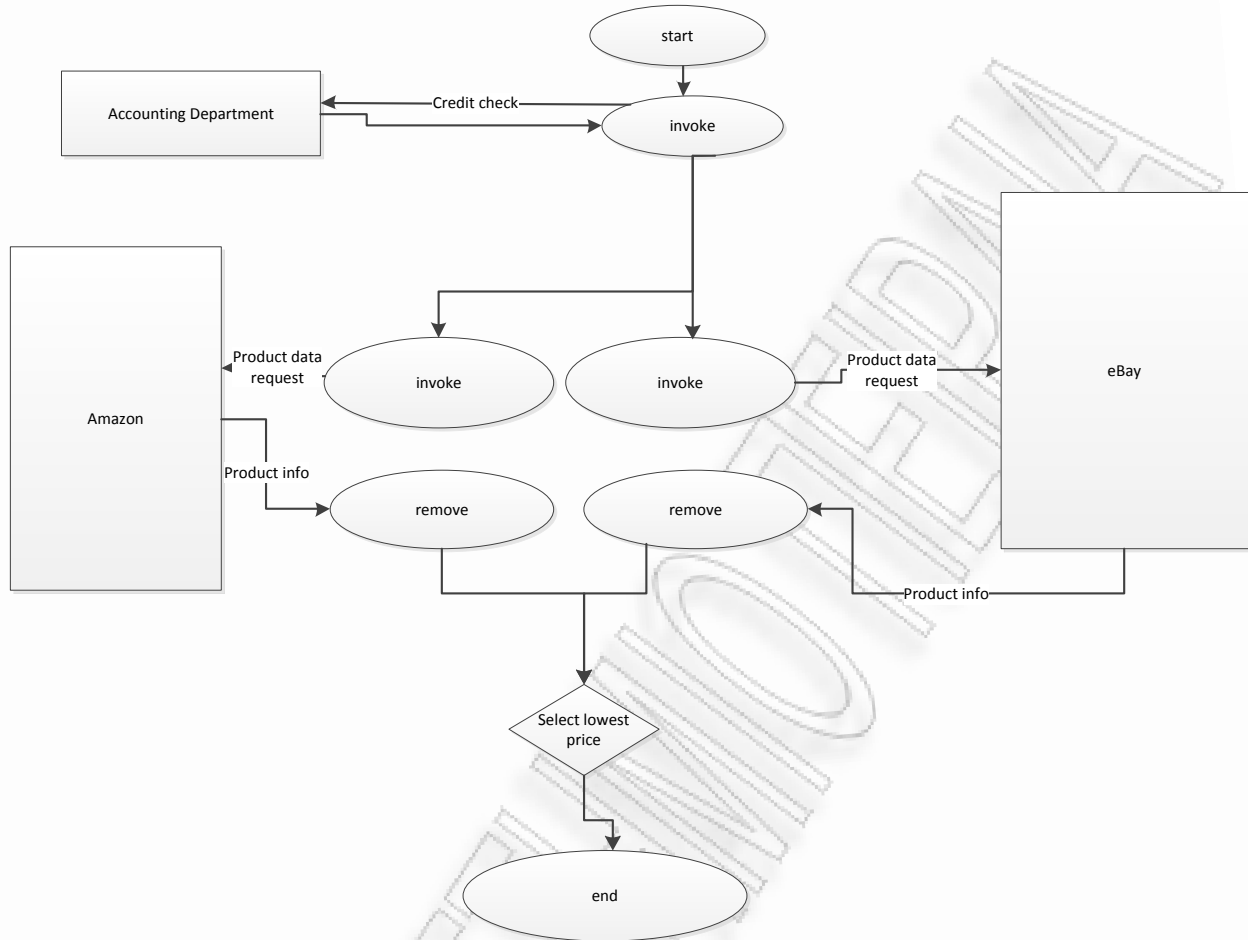 start
Accounting Department
Credit check
invoke
Product data
request
invoke
invoke
Product data
request
eBay
Amazon
Product info
remove
remove
Product info
Select lowest
price
end